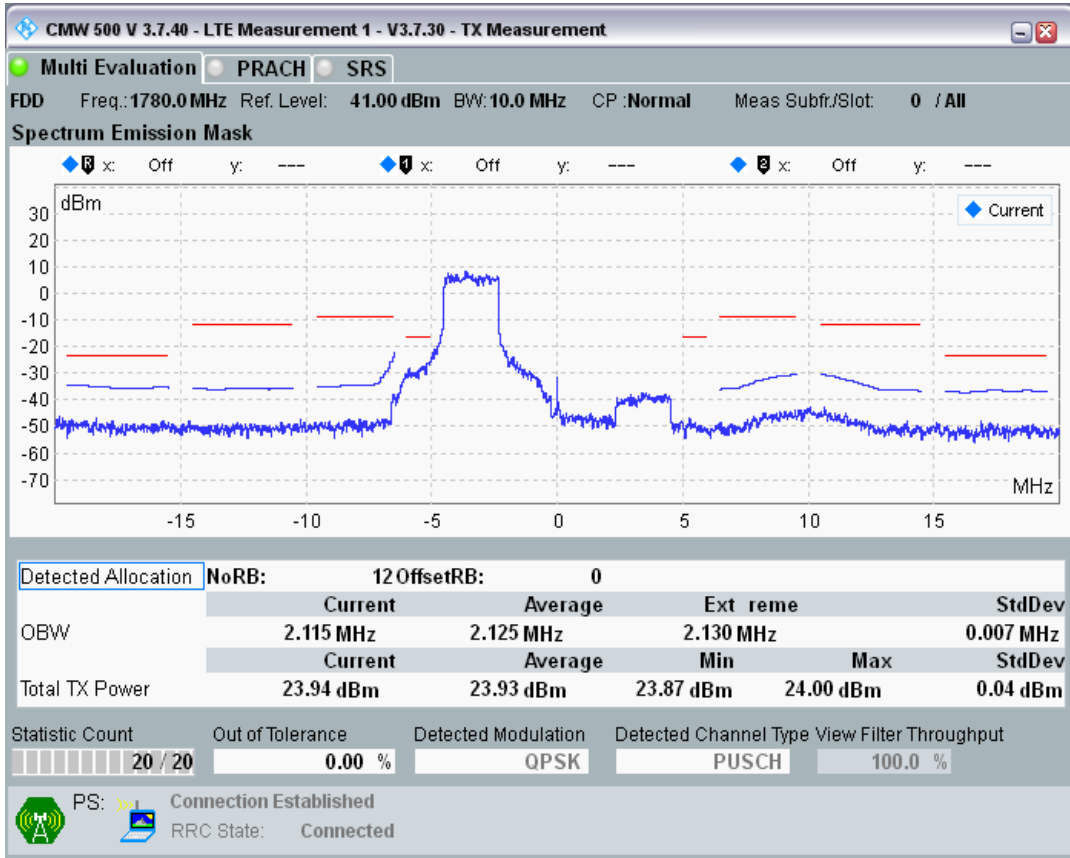 CMW 500 V 3.7.40 - LTE Measurement 1 - V3.7.30 - TX Measurement
Multi Evaluation PRACH SRS
FDD Freq.: 1780.0 MHz Ref. Level: 41.00 dBm BW: 10.0 MHz CP : Normal Meas Subfr./Slot: 0 / All
Spectrum Emission Mask
R x: Off y: --- 1 x: Off y: --- 2 x: Off y: ---
dBm
Current
30
20
10
0
-10
-20
-30
-40
-50
-60
-70
MHz
-15 -10 -5 0 5 10 15
Detected Allocation NoRB: 12 OffsetRB: 0
Current Average Ext reme StdDev
OBW 2.115 MHz 2.125 MHz 2.130 MHz 0.007 MHz
Current Average Min Max StdDev
Total TX Power 23.94 dBm 23.93 dBm 23.87 dBm 24.00 dBm 0.04 dBm
Statistic Count Out of Tolerance Detected Modulation Detected Channel Type View Filter Throughput
20 / 20 0.00 % QPSK PUSCH 100.0 %
PS: Connection Established
RRC State: Connected